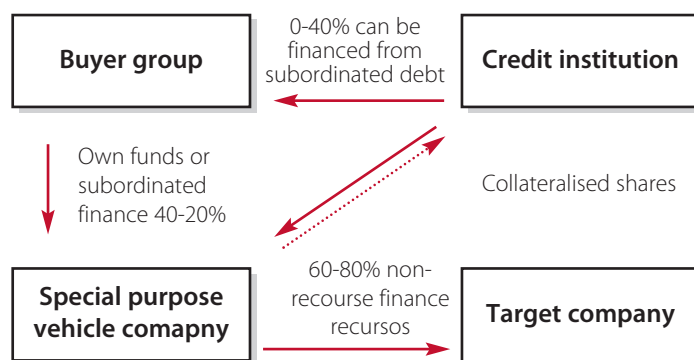 Buyer group
0-40% can be
financed from
subordinated debt
Credit institution
Own funds or
subordinated
finance 40-20%
Collateralised shares
Special purpose
vehicle comapny
60-80% non-
recourse finance
recursos
Target company